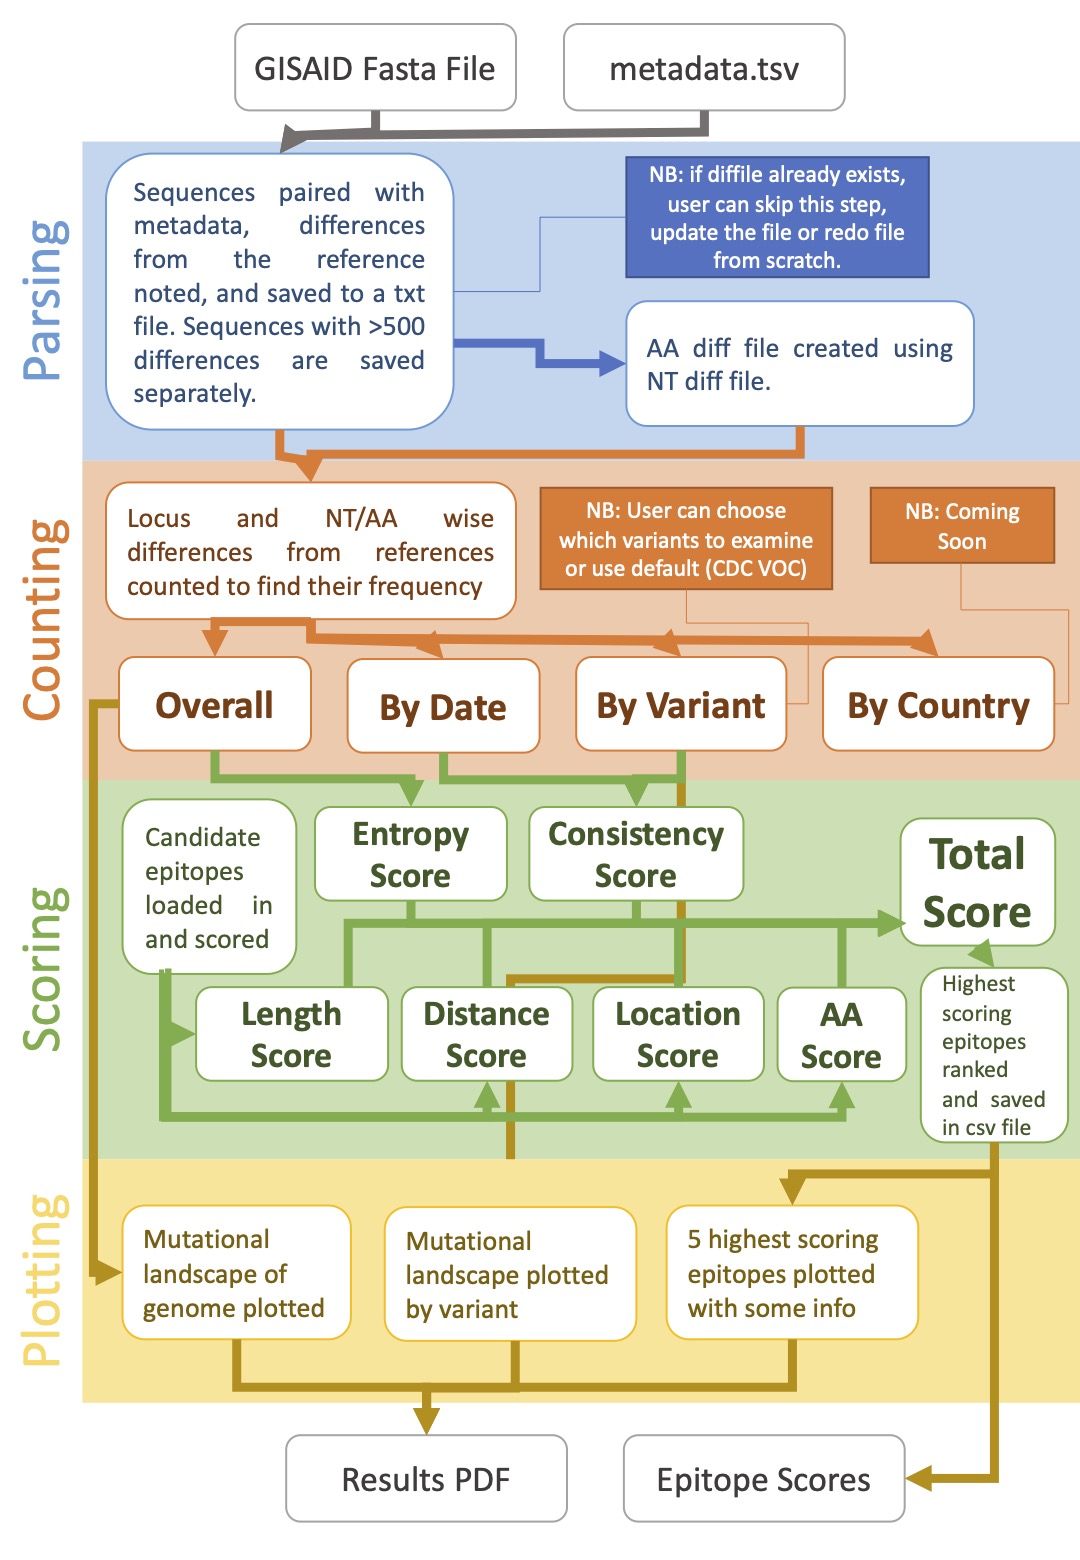 GISAID Fasta File
metadata.tsv
Parsing
Sequences paired with
metadata, differences
from the reference
noted, and saved to a txt
file. Sequences with >500
differences are saved
separately.
NB: if diffile already exists,
user can skip this step,
update the file or redo file
from scratch.
AA diff file created using
NT diff file.
Counting
Locus and NT/AA wise
differences from references
counted to find their frequency
NB: User can choose
which variants to examine
or use default (CDC VOC)
NB: Coming
Soon
Overall
By Date
By Variant
By Country
Scoring
Candidate
epitopes
loaded in
and scored
Entropy
Score
Consistency
Score
Total
Score
Length
Score
Distance
Score
Location
Score
AA
Score
Highest
scoring
epitopes
ranked
and saved
in csv file
Plotting
Mutational
landscape of
genome plotted
Mutational
landscape plotted
by variant
5 highest scoring
epitopes plotted
with some info
Results PDF
Epitope Scores